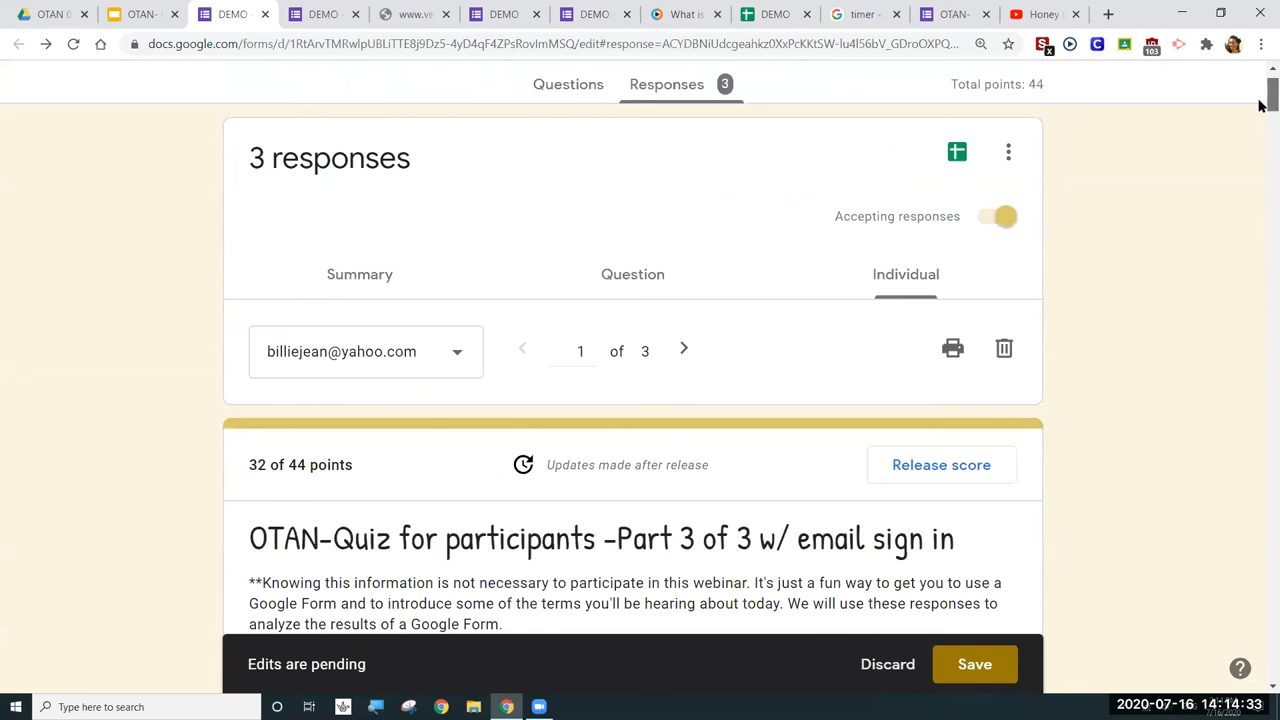 OTAN G
OTAN-
DEMO -
DEMO
www.ve
DEMO
DEMO
What is
DEMO
timer -
OTAN-
Honey
docs.google.com/forms/d/
/edit#response=
103
Questions
Responses 3
Total points: 44
3 responses
Accepting responses
Summary
Question
Individual
billiejean@yahoo.com
1 of 3
32 of 44 points
Updates made after release
Release score
OTAN-Quiz for participants -Part 3 of 3 w/ email sign in
**Knowing this information is not necessary to participate in this webinar. It's just a fun way to get you to use a
Google Form and to introduce some of the terms you'll be hearing about today. We will use these responses to
analyze the results of a Google Form.
Edits are pending
Discard
Save
Type here to search
2020-07-16 14:14:33